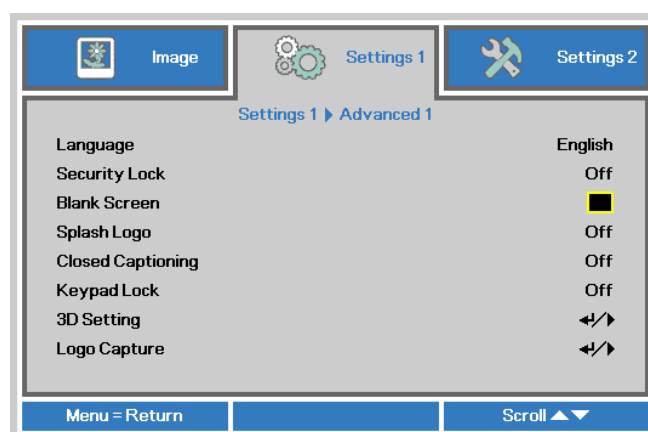 Image Settings 1 Settings 2
Settings 1 ▶ Advanced 1
Language English
Security Lock Off
Blank Screen
Splash Logo Off
Closed Captioning Off
Keypad Lock Off
3D Setting ↵/▶
Logo Capture ↵/▶
Menu = Return Scroll ▲▼